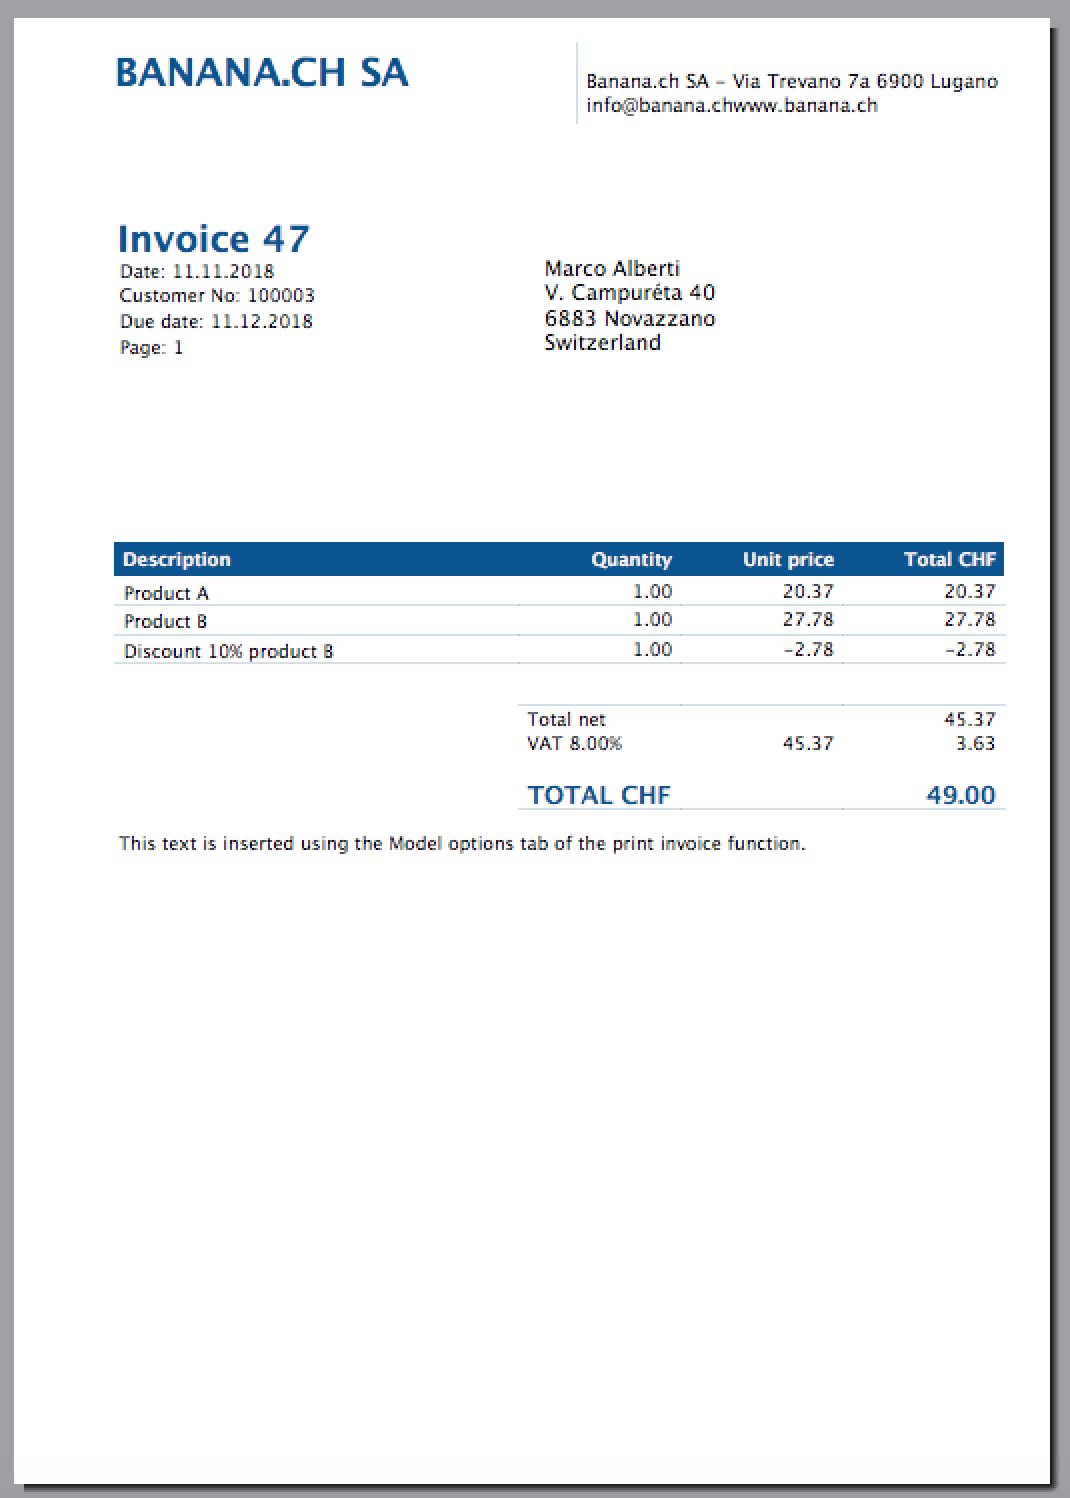 BANANA.CH SA
Banana.ch SA – Via Trevano 7a 6900 Lugano
info@banana.chwww.banana.ch
Invoice 47
Date: 11.11.2018
Customer No: 100003
Due date: 11.12.2018
Page: 1
Marco Alberti
V. Campuréta 40
6883 Novazzano
Switzerland
Description Quantity Unit price Total CHF
Product A 1.00 20.37 20.37
Product B 1.00 27.78 27.78
Discount 10% product B 1.00 -2.78 -2.78
Total net 45.37
VAT 8.00% 45.37 3.63
TOTAL CHF 49.00
This text is inserted using the Model options tab of the print invoice function.